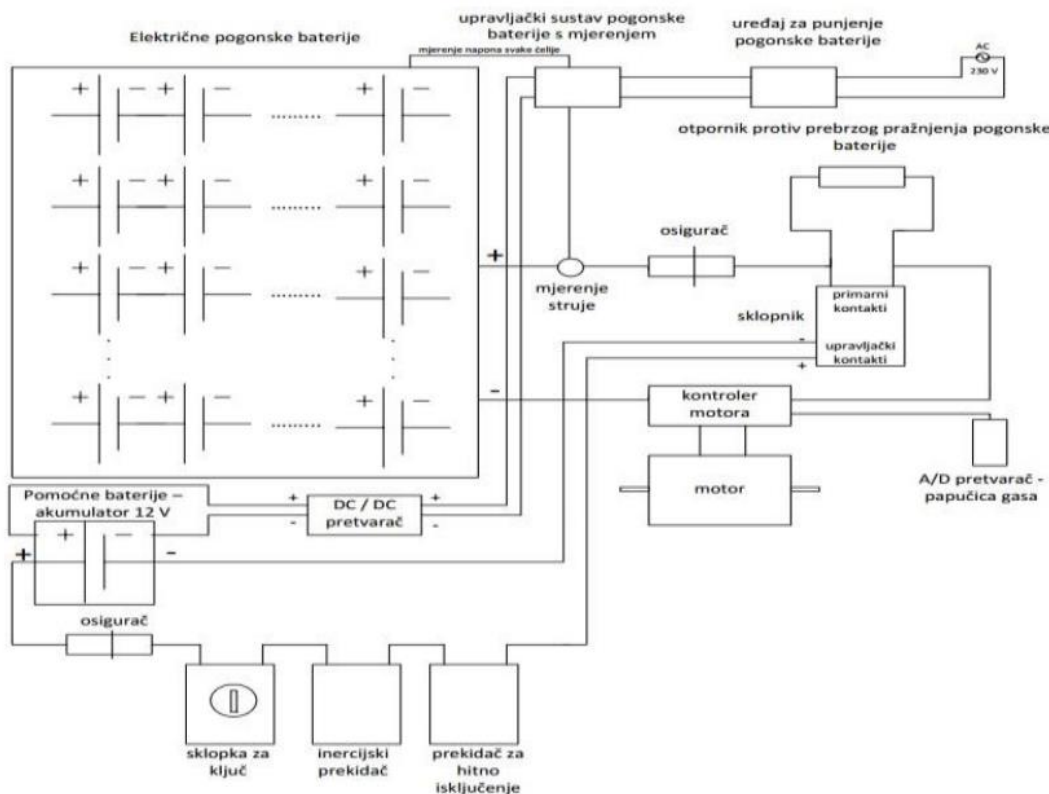 Električne pogonske baterije
upravljački sustav pogonske
baterije s mjerenjem
uređaj za punjenje
pogonske baterije
mjerenje napona svake ćelije
AC
230 V
otpornik protiv prebrzog pražnjenja pogonske
baterije
+ − + − ......... + −
+ − + − ......... + −
+ − + − + −
.........
+ − + − ......... + −
+
osigurač
mjerenje
struje
primarni
kontakti
sklopnik
-
upravljački
kontakti
+
-
kontroler
motora
A/D pretvarač -
papučica gasa
motor
Pomoćne baterije –
akumulator 12 V
+ DC / DC +
- pretvarač -
+ −
+ -
osigurač
sklopka za
ključ
inercijski
prekidač
prekidač za
hitno
isključenje